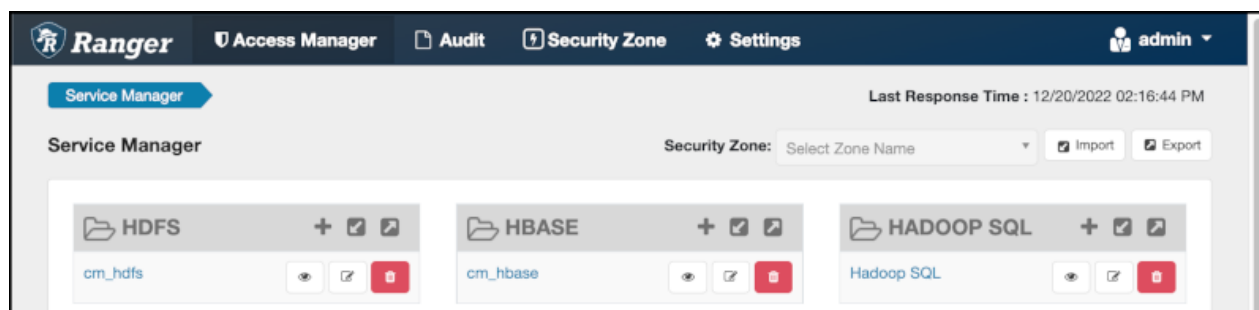 Ranger Access Manager Audit Security Zone Settings admin
Service Manager Last Response Time : 12/20/2022 02:16:44 PM
Service Manager Security Zone: Select Zone Name Import Export
HDFS HBASE HADOOP SQL
cm_hdfs cm_hbase Hadoop SQL